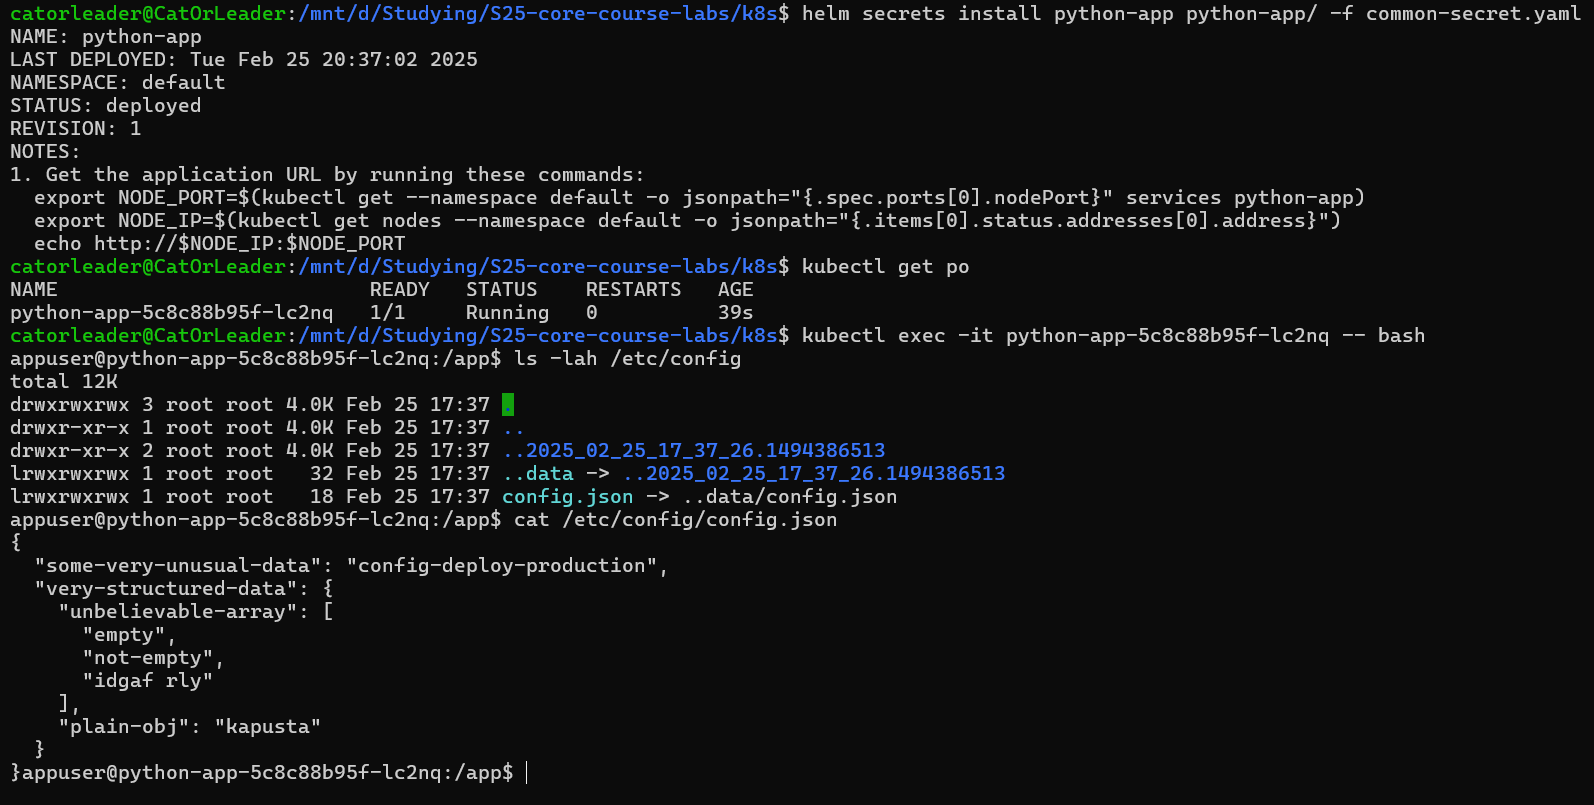 catorleader@CatOrLeader:/mnt/d/Studying/S25-core-course-labs/k8s$ helm secrets install python-app python-app/ -f common-secret.yaml
NAME: python-app
LAST DEPLOYED: Tue Feb 25 20:37:02 2025
NAMESPACE: default
STATUS: deployed
REVISION: 1
NOTES:
1. Get the application URL by running these commands:
  export NODE_PORT=$(kubectl get --namespace default -o jsonpath="{.spec.ports[0].nodePort}" services python-app)
  export NODE_IP=$(kubectl get nodes --namespace default -o jsonpath="{.items[0].status.addresses[0].address}")
  echo http://$NODE_IP:$NODE_PORT
catorleader@CatOrLeader:/mnt/d/Studying/S25-core-course-labs/k8s$ kubectl get po
NAME                          READY   STATUS    RESTARTS   AGE
python-app-5c8c88b95f-lc2nq   1/1     Running   0          39s
catorleader@CatOrLeader:/mnt/d/Studying/S25-core-course-labs/k8s$ kubectl exec -it python-app-5c8c88b95f-lc2nq -- bash
appuser@python-app-5c8c88b95f-lc2nq:/app$ ls -lah /etc/config
total 12K
drwxrwxrwx 3 root root 4.0K Feb 25 17:37 .
drwxr-xr-x 1 root root 4.0K Feb 25 17:37 ..
drwxr-xr-x 2 root root 4.0K Feb 25 17:37 ..2025_02_25_17_37_26.1494386513
lrwxrwxrwx 1 root root   32 Feb 25 17:37 ..data -> ..2025_02_25_17_37_26.1494386513
lrwxrwxrwx 1 root root   18 Feb 25 17:37 config.json -> ..data/config.json
appuser@python-app-5c8c88b95f-lc2nq:/app$ cat /etc/config/config.json
{
  "some-very-unusual-data": "config-deploy-production",
  "very-structured-data": {
    "unbelievable-array": [
      "empty",
      "not-empty",
      "idgaf rly"
    ],
    "plain-obj": "kapusta"
  }
}appuser@python-app-5c8c88b95f-lc2nq:/app$